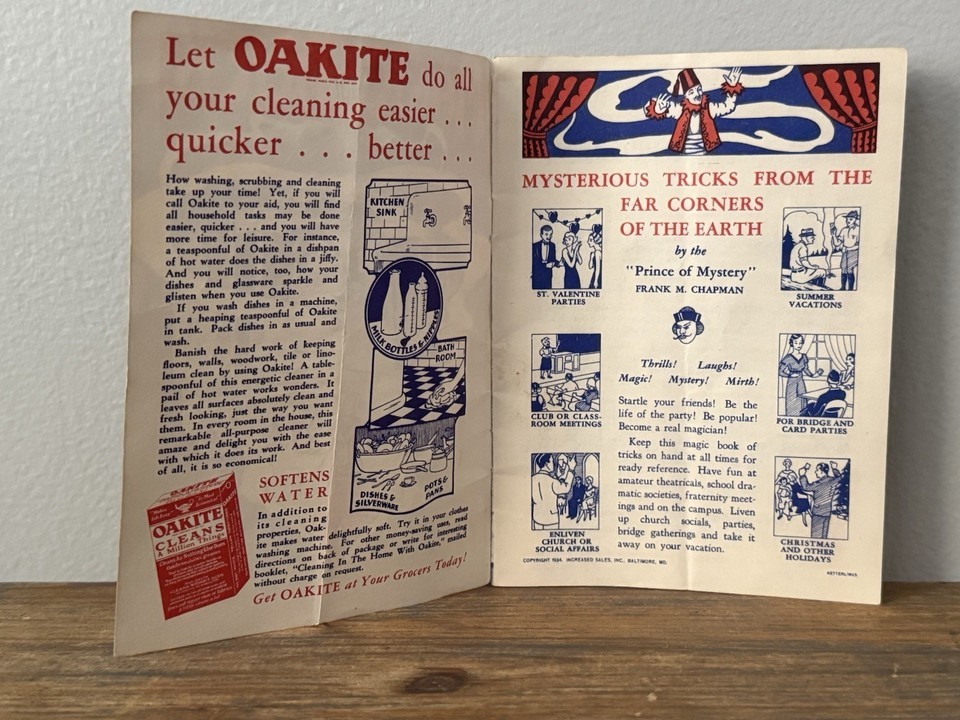 Let OAKITE do all
your cleaning easier . . .
quicker . . . better . . .
How washing, scrubbing and cleaning
take up your time! Yet, if you will
call Oakite to your aid, you will find
all household tasks may be done
easier, quicker . . . and you will have
more time for leisure. For instance,
a teaspoonful of Oakite in a dishpan
of hot water does the dishes in a jiffy.
And you will notice, too, how your
dishes and glassware sparkle and
glisten when you use Oakite.
If you wash dishes in a machine,
put a heaping teaspoonful of Oakite
in tank. Pack dishes in as usual and
wash.
Banish the hard work of keeping
floors, walls, woodwork, tile or lino-
leum clean by using Oakite! A table-
spoonful of this energetic cleaner in a
pail of hot water works wonders. It
leaves all surfaces absolutely clean and
fresh looking, just the way you want
them. In every room in the house, this
remarkable all-purpose cleaner will
amaze and delight you with the ease
with which it does its work. And best
of all, it is so economical!
KITCHEN
SINK
MILK BOTTLES & NIPPLES
BATH
ROOM
DISHES &
SILVERWARE
POTS &
PANS
SOFTENS
WATER
In addition to
its cleaning
properties, Oak-
ite makes water delightfully soft. Try it in your clothes
washing machine. For other money-saving uses, read
directions on back of package or write for interesting
booklet, "Cleaning In The Home With Oakite," mailed
without charge on request.
Get OAKITE at Your Grocers Today!
OAKITE
CLEANS
A Million Things
MYSTERIOUS TRICKS FROM THE
FAR CORNERS
OF THE EARTH
by the
"Prince of Mystery"
FRANK M. CHAPMAN
ST. VALENTINE
PARTIES
SUMMER
VACATIONS
CLUB OR CLASS-
ROOM MEETINGS
FOR BRIDGE AND
CARD PARTIES
ENLIVEN
CHURCH OR
SOCIAL AFFAIRS
CHRISTMAS
AND OTHER
HOLIDAYS
Thrills! Laughs!
Magic! Mystery! Mirth!
Startle your friends! Be the
life of the party! Be popular!
Become a real magician!
Keep this magic book of
tricks on hand at all times for
ready reference. Have fun at
amateur theatricals, school dra-
matic societies, fraternity meet-
ings and on the campus. Liven
up church socials, parties,
bridge gatherings and take it
away on your vacation.
COPYRIGHT 1934. INCREASED SALES, INC., BALTIMORE, MD.
KETTERLINUS